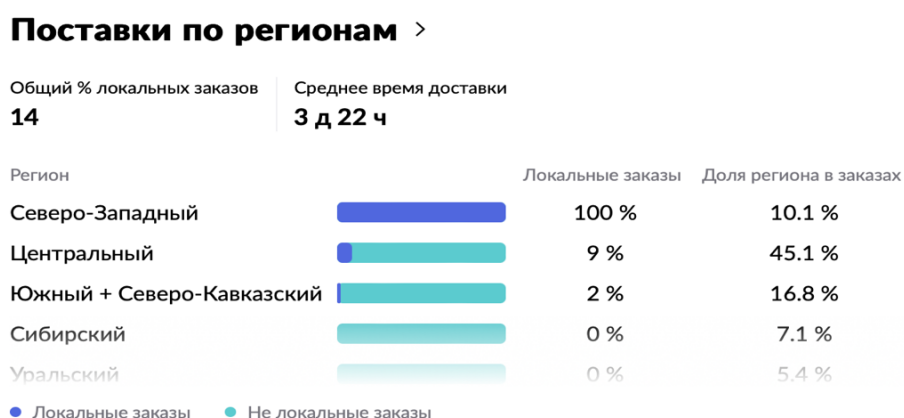 Поставки по регионам
Общий % локальных заказов Среднее время доставки
14 3 д 22 ч
Регион Локальные заказы Доля региона в заказах
Северо-Западный 100 % 10.1 %
Центральный 9 % 45.1 %
Южный + Северо-Кавказский 2 % 16.8 %
Сибирский 0 % 7.1 %
Уральский 0 % 5.4 %
Локальные заказы Не локальные заказы